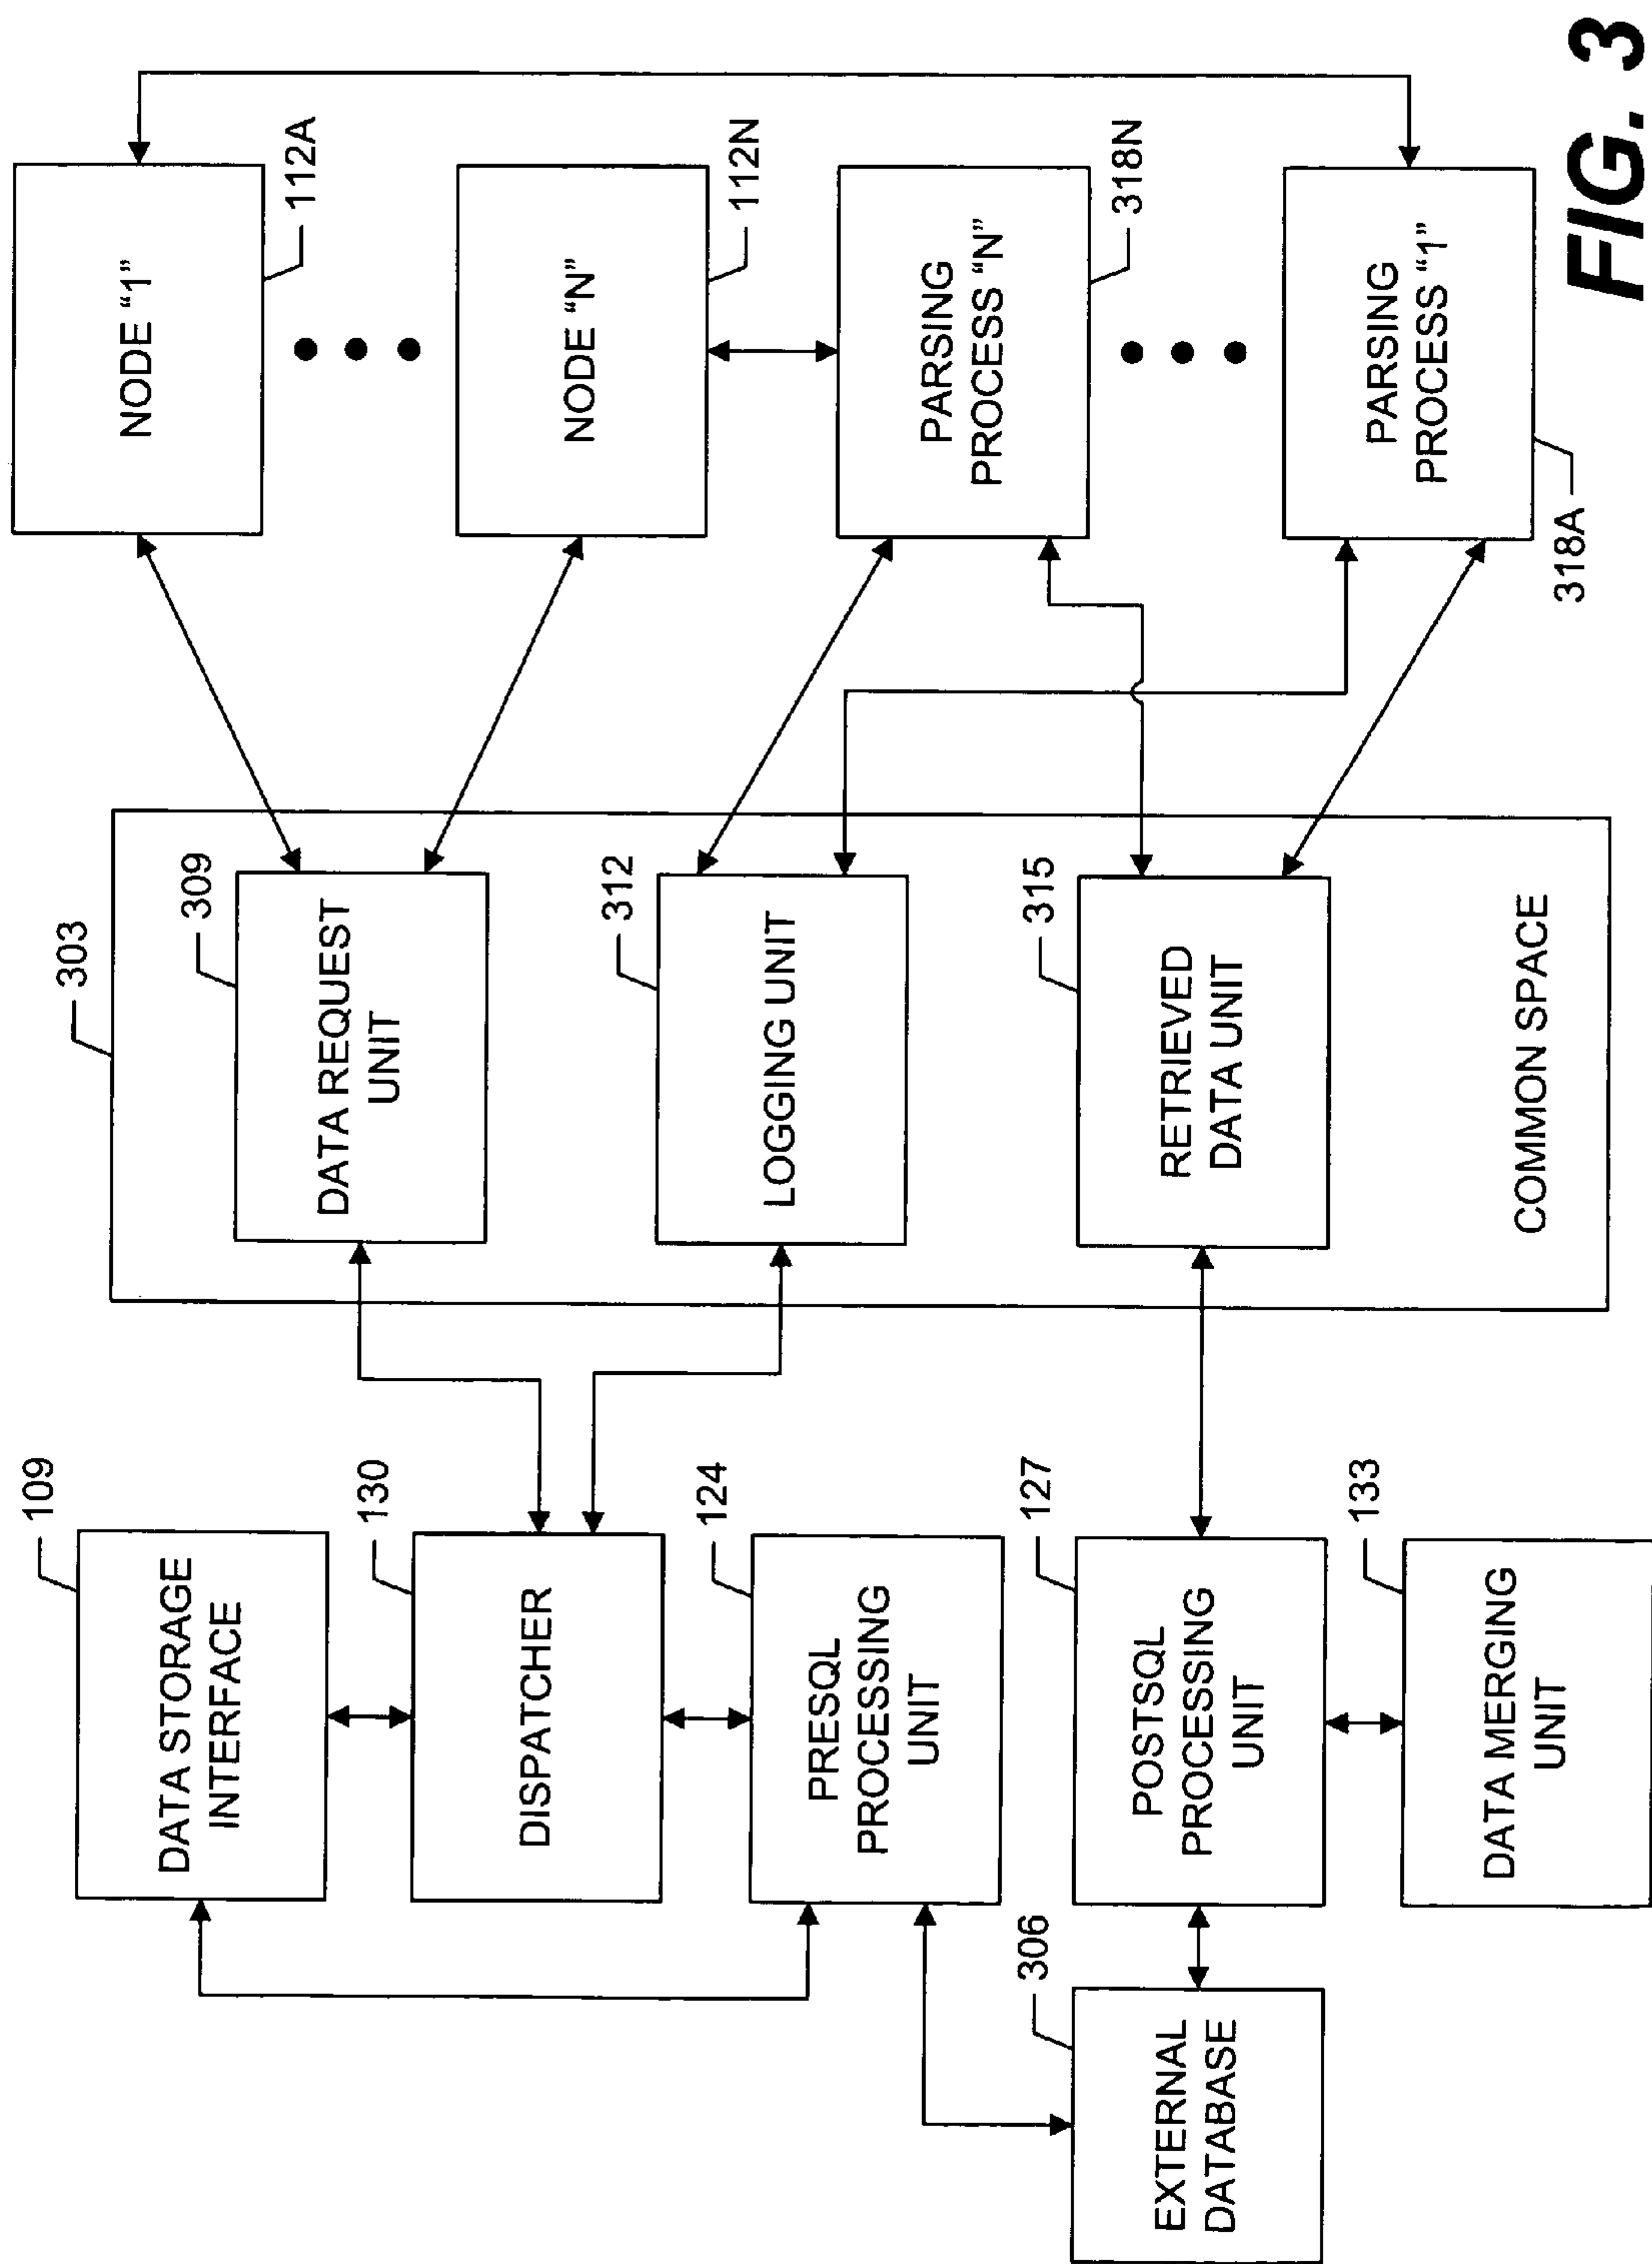 109
DATA STORAGE
INTERFACE
130
DISPATCHER
124
PRESQL
PROCESSING
UNIT
306
EXTERNAL
DATABASE
127
POSTSQL
PROCESSING
UNIT
133
DATA MERGING
UNIT
303
309
DATA REQUEST
UNIT
312
LOGGING UNIT
315
RETRIEVED
DATA UNIT
COMMON SPACE
NODE “1”
112A
NODE “N”
112N
PARSING
PROCESS “N”
318N
PARSING
PROCESS “1”
318A
FIG. 3